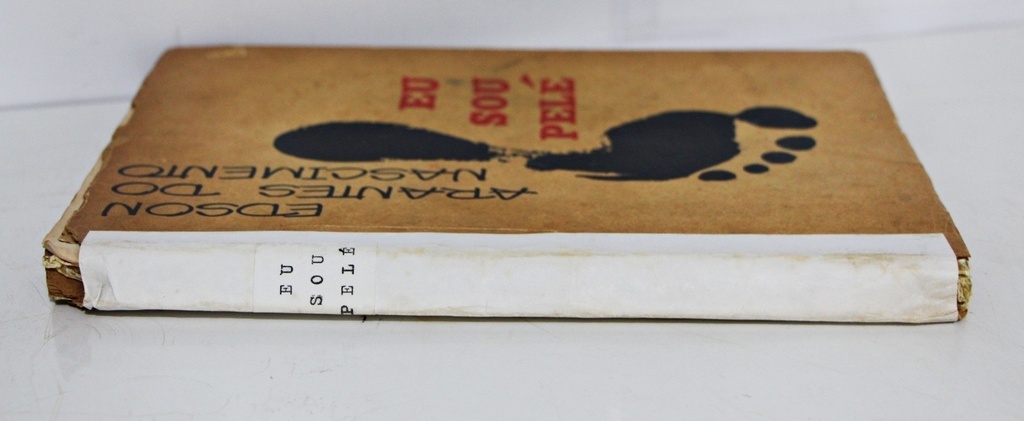 EU
SOU
PELÉ
EDSON
ARANTES DO
NASCIMENTO
EU
SOU
PELÉ